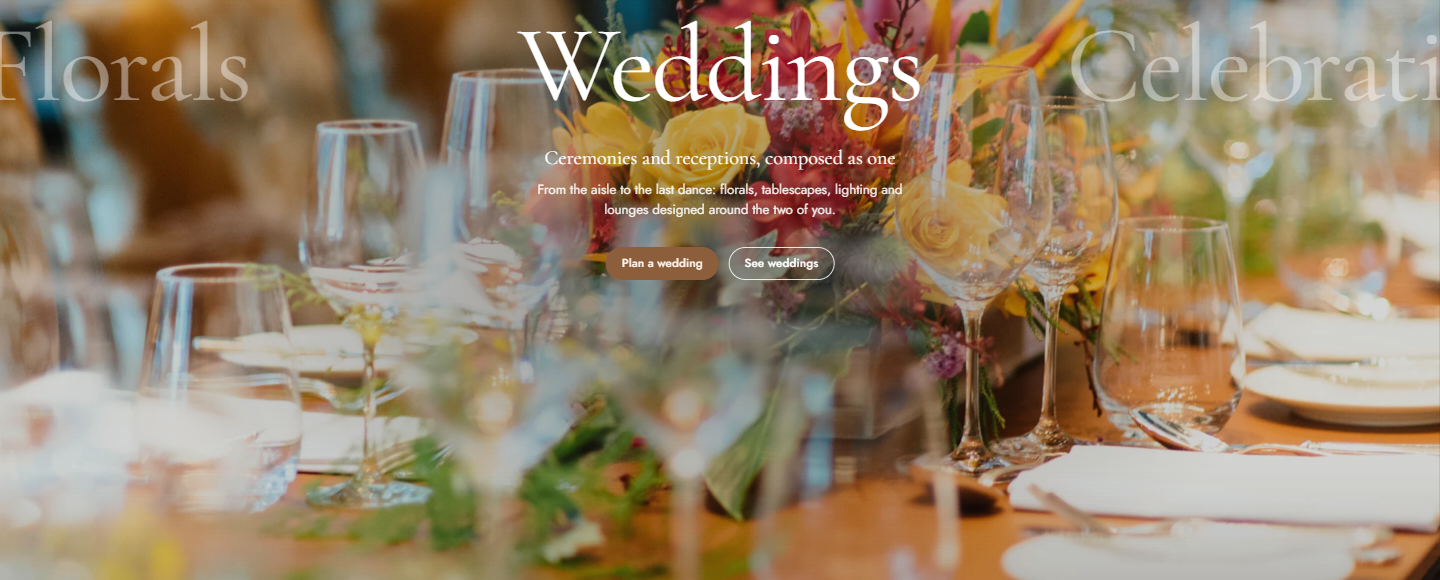 Florals
Weddings
Celebrati
Ceremonies and receptions, composed as one
From the aisle to the last dance: florals, tablescapes, lighting and
lounges designed around the two of you.
Plan a wedding
See weddings